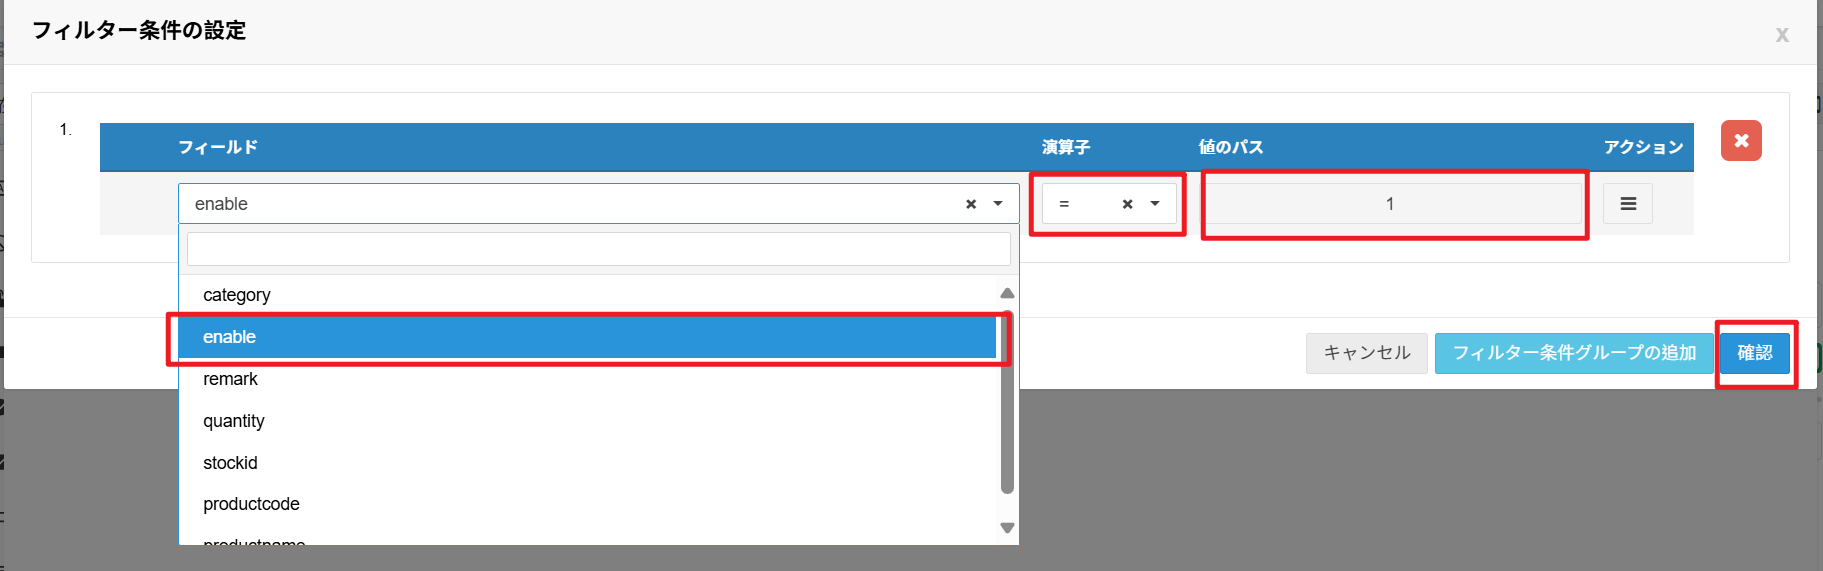 フィルター条件の設定
x
1.
フィールド 演算子 値のパス アクション
enable = 1
category
enable
remark
quantity
stockid
productcode
productname
キャンセル フィルター条件グループの追加 確認